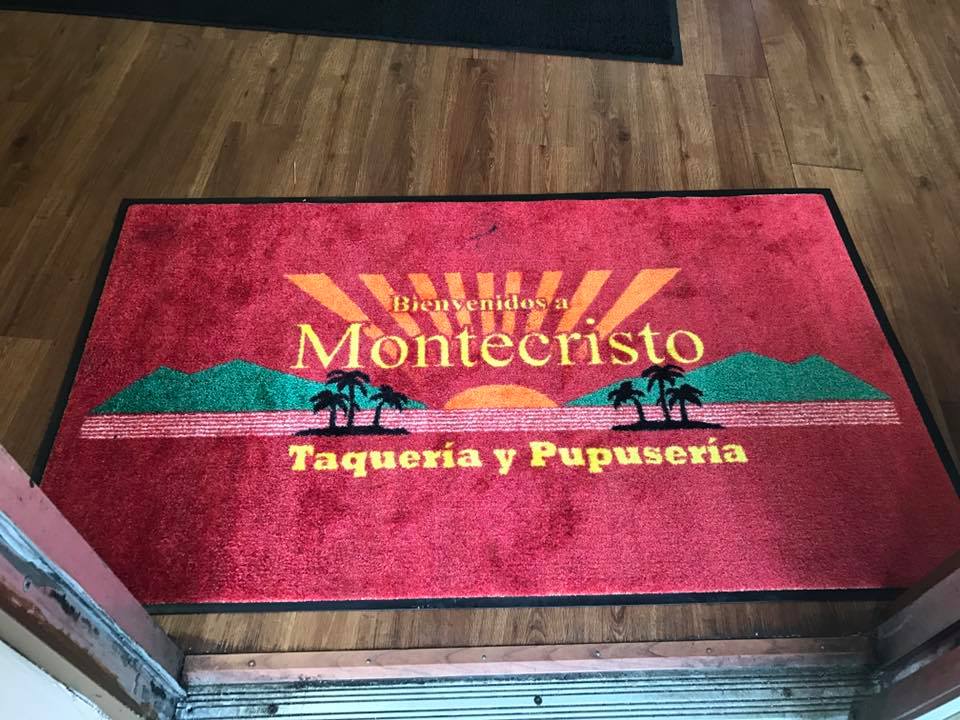 Bienvenidos a
Montecristo
Taquería y Pupusería